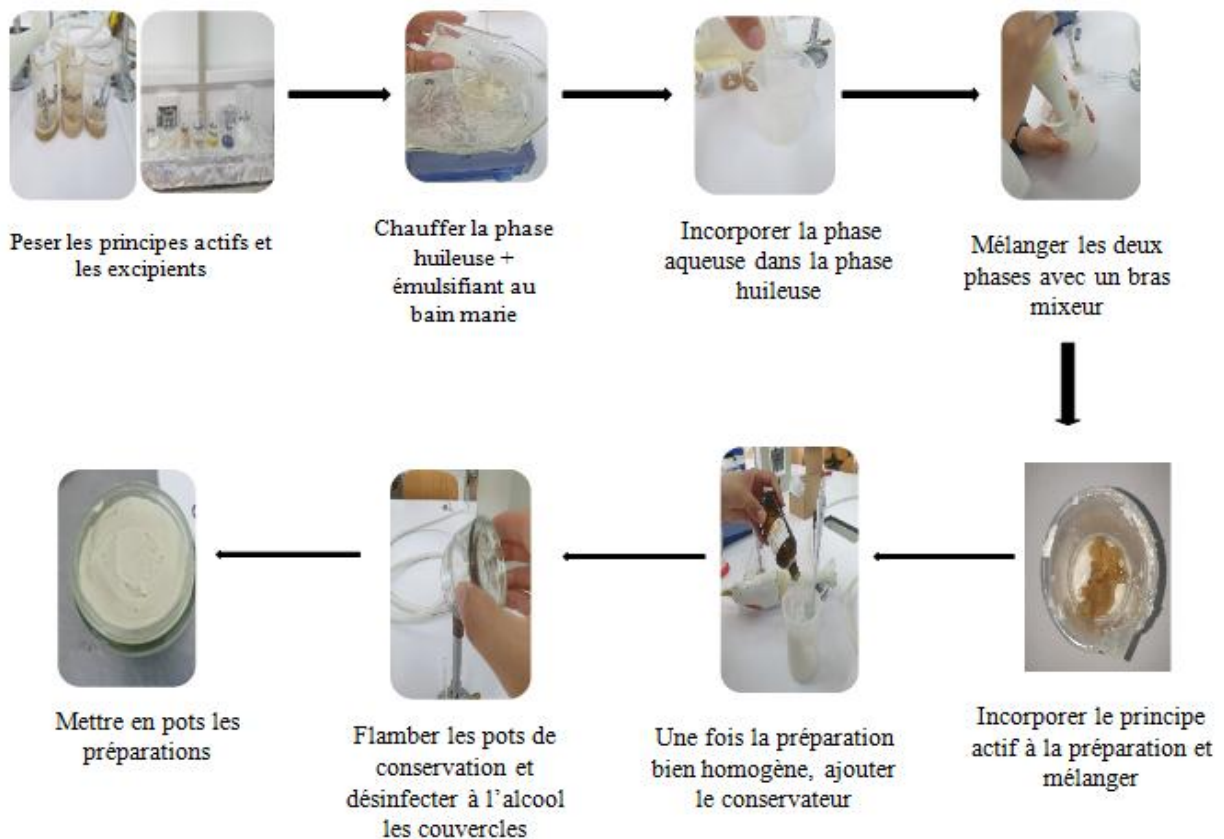 Peser les principes actifs et
les excipients
Chauffer la phase
huileuse +
émulsifiant au
bain marie
Incorporer la phase
aqueuse dans la phase
huileuse
Mélanger les deux
phases avec un bras
mixeur
Incorporer le principe
actif à la préparation et
mélanger
Une fois la préparation
bien homogène, ajouter
le conservateur
Flamber les pots de
conservation et
désinfecter à l’alcool
les couvercles
Mettre en pots les
préparations